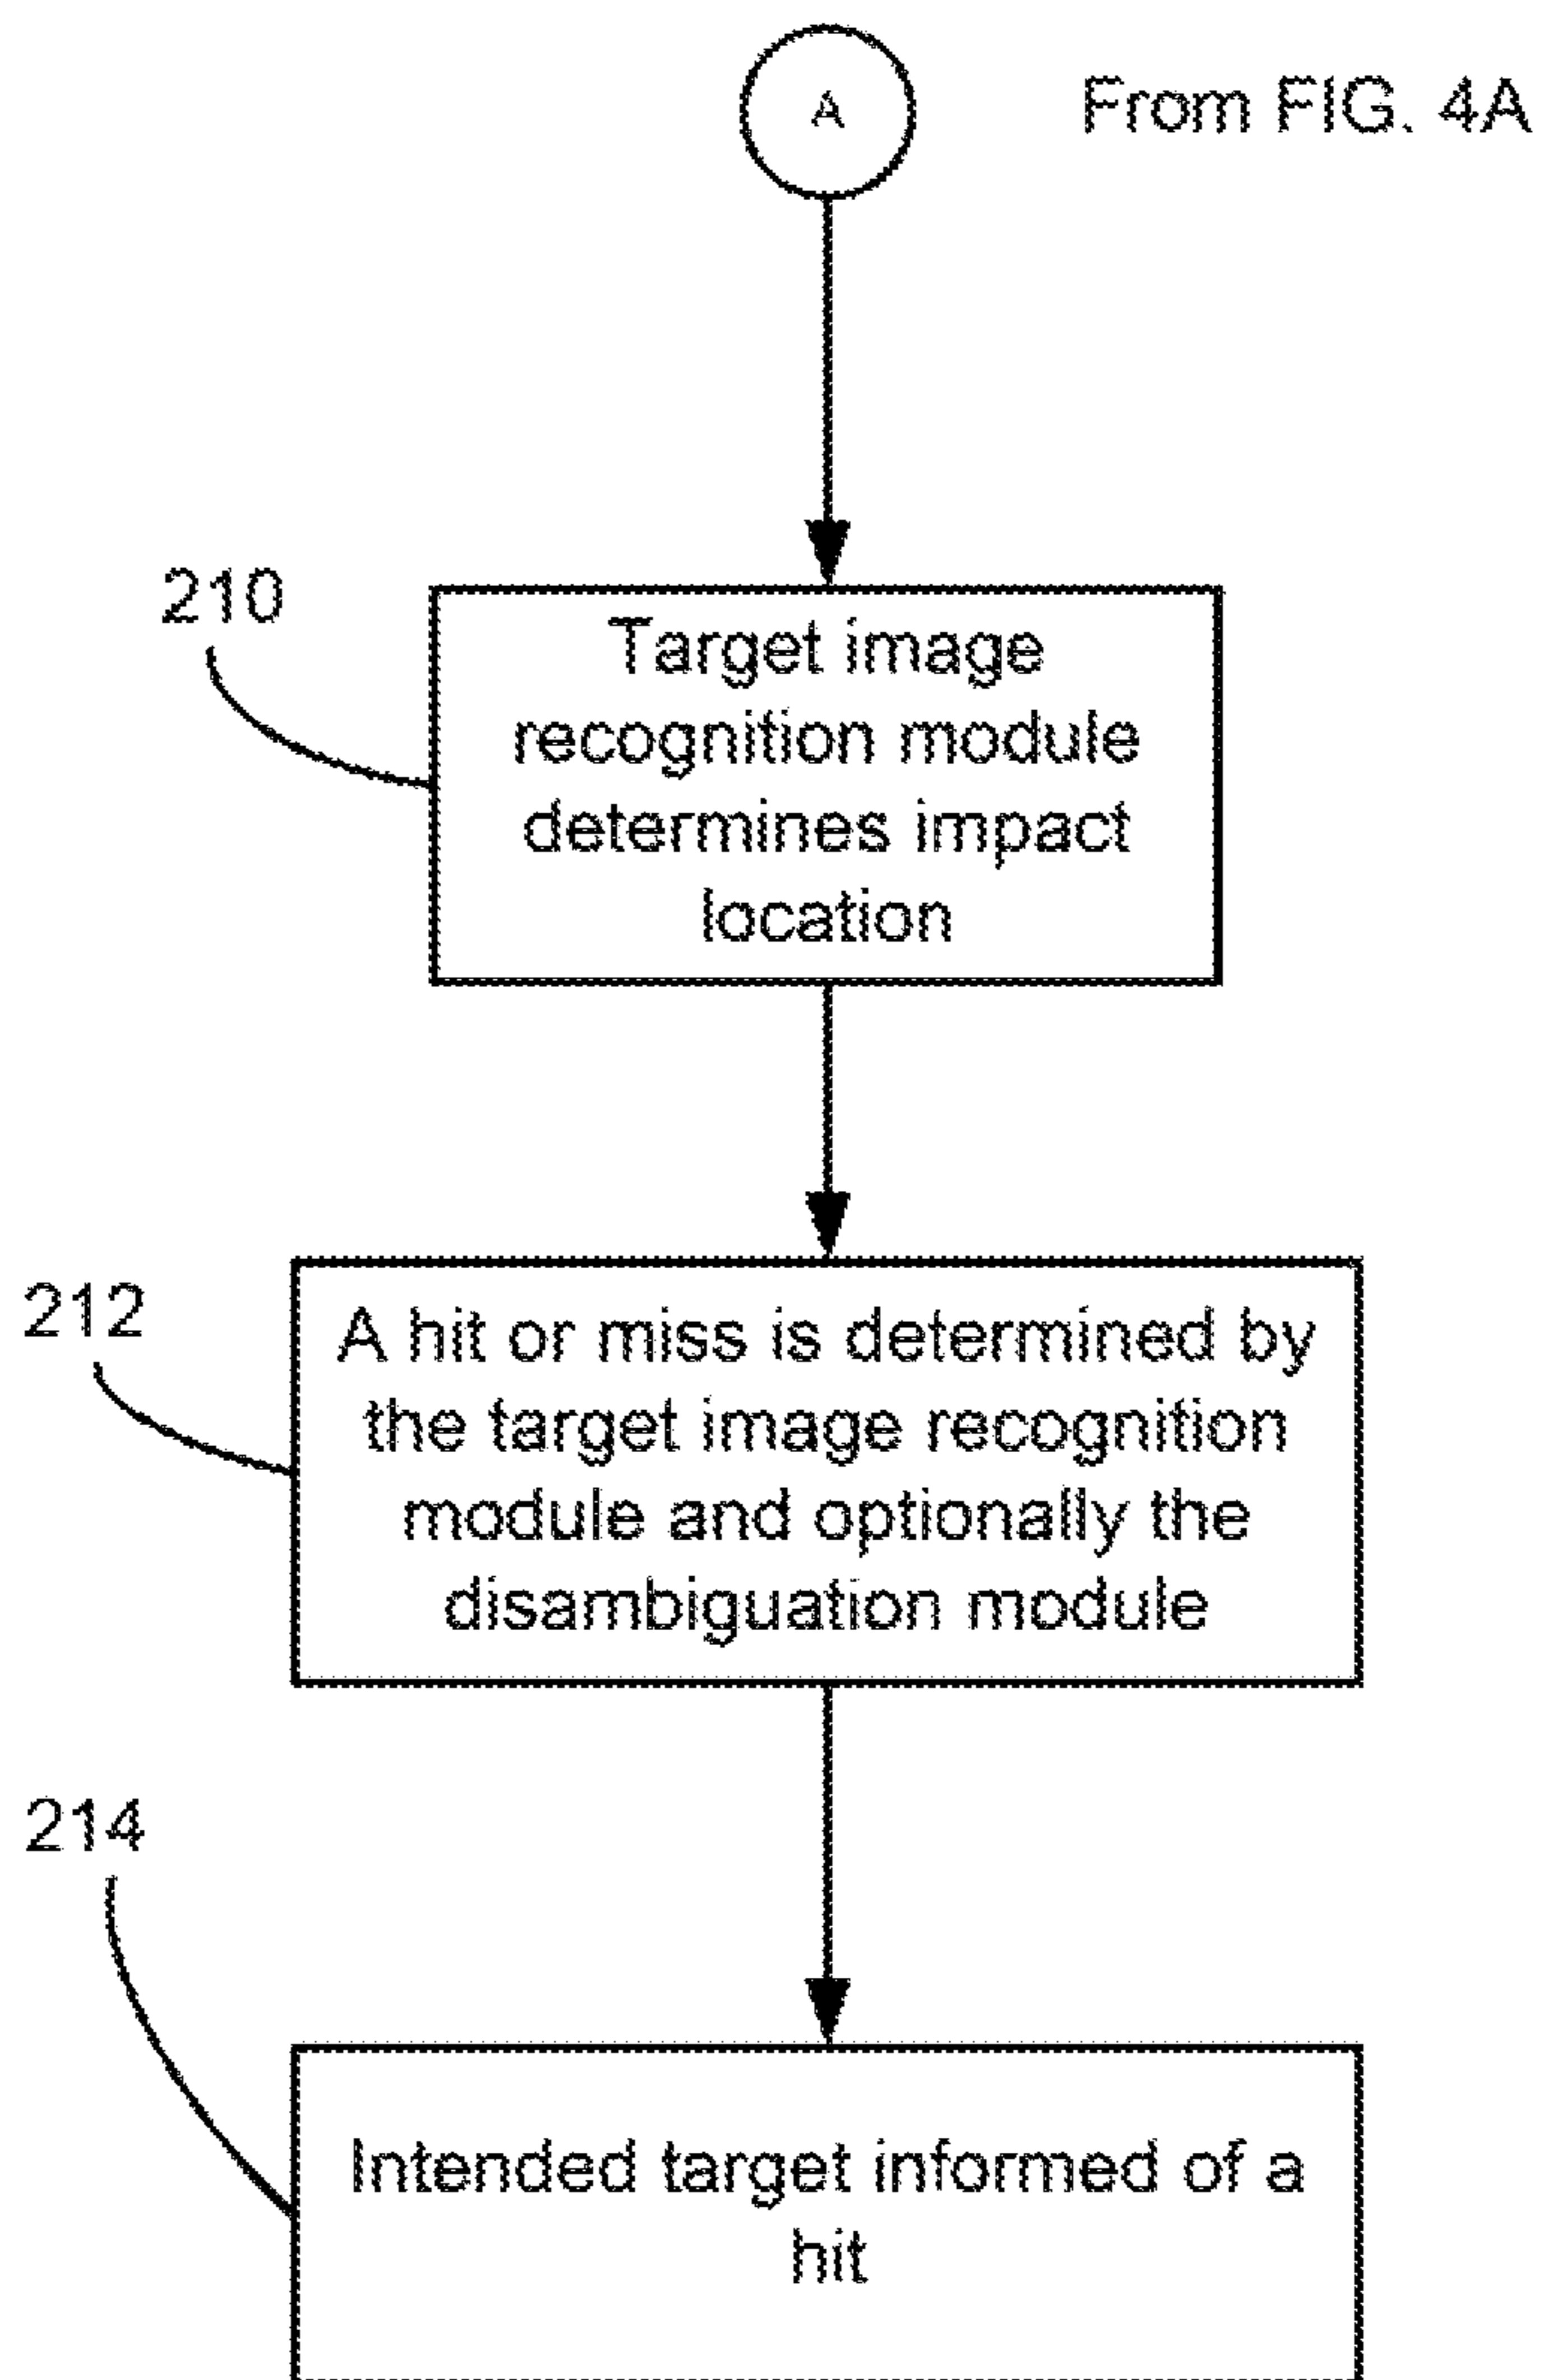 A
From FIG. 4A
210
Target image
recognition module
determines impact
location
212
A hit or miss is determined by
the target image recognition
module and optionally the
disambiguation module
214
Intended target informed of a
hit